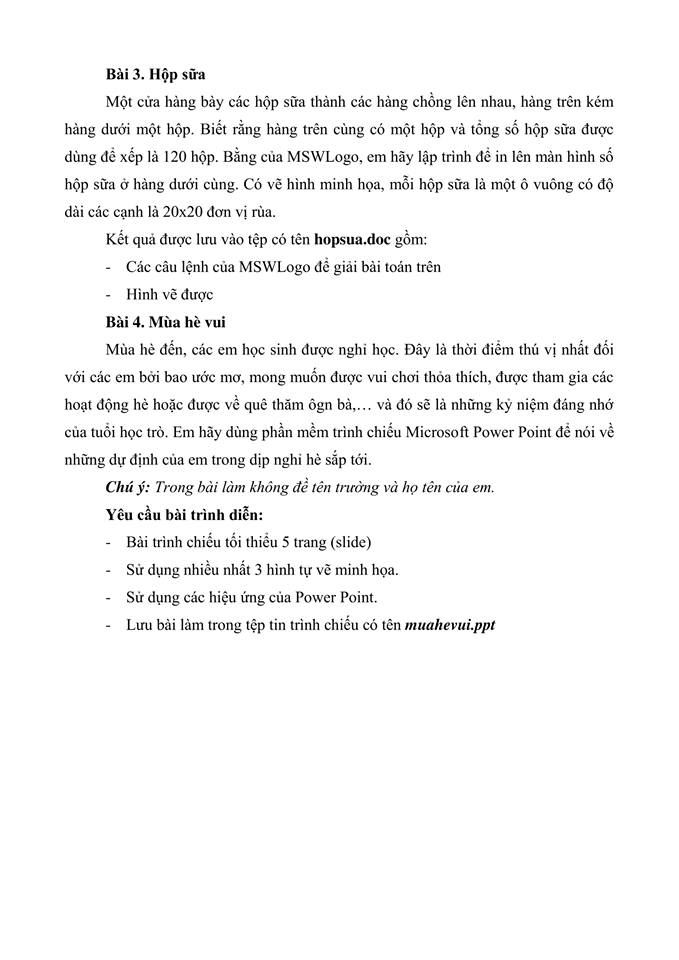 Bài 3. Hộp sữa
Một cửa hàng bày các hộp sữa thành các hàng chồng lên nhau, hàng trên kém
hàng dưới một hộp. Biết rằng hàng trên cùng có một hộp và tổng số hộp sữa được
dùng để xếp là 120 hộp. Bằng của MSWLogo, em hãy lập trình để in lên màn hình số
hộp sữa ở hàng dưới cùng. Có vẽ hình minh họa, mỗi hộp sữa là một ô vuông có độ
dài các cạnh là 20x20 đơn vị rùa.
Kết quả được lưu vào tệp có tên hopsua.doc gồm:
- Các câu lệnh của MSWLogo để giải bài toán trên
- Hình vẽ được
Bài 4. Mùa hè vui
Mùa hè đến, các em học sinh được nghỉ học. Đây là thời điểm thú vị nhất đối
với các em bởi bao ước mơ, mong muốn được vui chơi thỏa thích, được tham gia các
hoạt động hè hoặc được về quê thăm ôgn bà,… và đó sẽ là những kỷ niệm đáng nhớ
của tuổi học trò. Em hãy dùng phần mềm trình chiếu Microsoft Power Point để nói về
những dự định của em trong dịp nghỉ hè sắp tới.
Chú ý: Trong bài làm không đề tên trường và họ tên của em.
Yêu cầu bài trình diễn:
- Bài trình chiếu tối thiểu 5 trang (slide)
- Sử dụng nhiều nhất 3 hình tự vẽ minh họa.
- Sử dụng các hiệu ứng của Power Point.
- Lưu bài làm trong tệp tin trình chiếu có tên muahevui.ppt